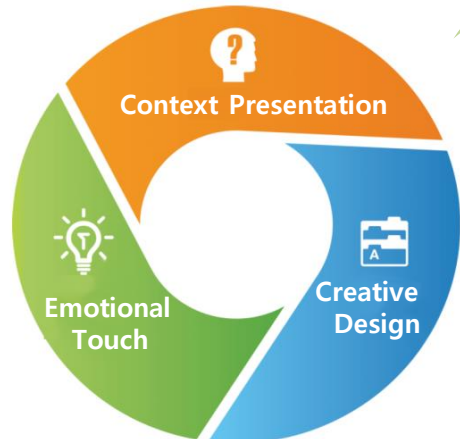 ?
Context Presentation
Creative
Design
A
Emotional
Touch